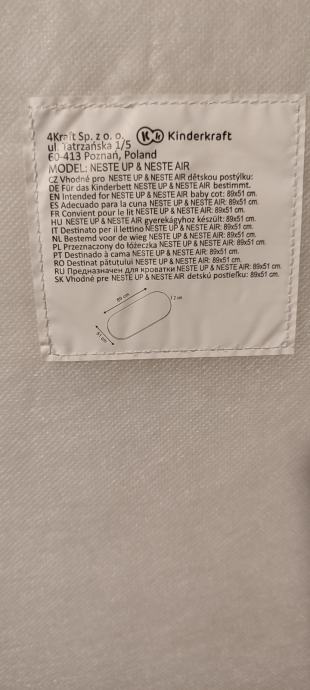 4Kraft Sp. z o. o.
Kk Kinderkraft
ul. Tatrzańska 1/5
60-413 Poznań, Poland
MODEL: NESTE UP & NESTE AIR
CZ Vhodné pro NESTE UP & NESTE AIR dětskou postýlku:
DE Für das Kinderbett NESTE UP & NESTE AIR bestimmt.
EN Intended for NESTE UP & NESTE AIR baby cot: 89x51 cm.
ES Adecuado para la cuna NESTE UP & NESTE AIR: 89x51 cm.
FR Convient pour le lit NESTE UP & NESTE AIR: 89x51 cm.
HU NESTE UP & NESTE AIR gyerekágyhoz készült: 89x51 cm.
IT Destinato per il lettino NESTE UP & NESTE AIR: 89x51 cm.
NL Bestemd voor de wieg NESTE UP & NESTE AIR: 89x51 cm.
PL Przeznaczony do łóżeczka NESTE UP & NESTE AIR: 89x51 cm.
PT Destinado à cama NESTE UP & NESTE AIR: 89x51 cm.
RO Destinat pătuțului NESTE UP & NESTE AIR: 89x51 cm.
RU Предназначен для кроватки NESTE UP & NESTE AIR: 89x51 cm.
SK Vhodné pre NESTE UP & NESTE AIR detskú postieľku: 89x51 cm.
89 cm
51 cm